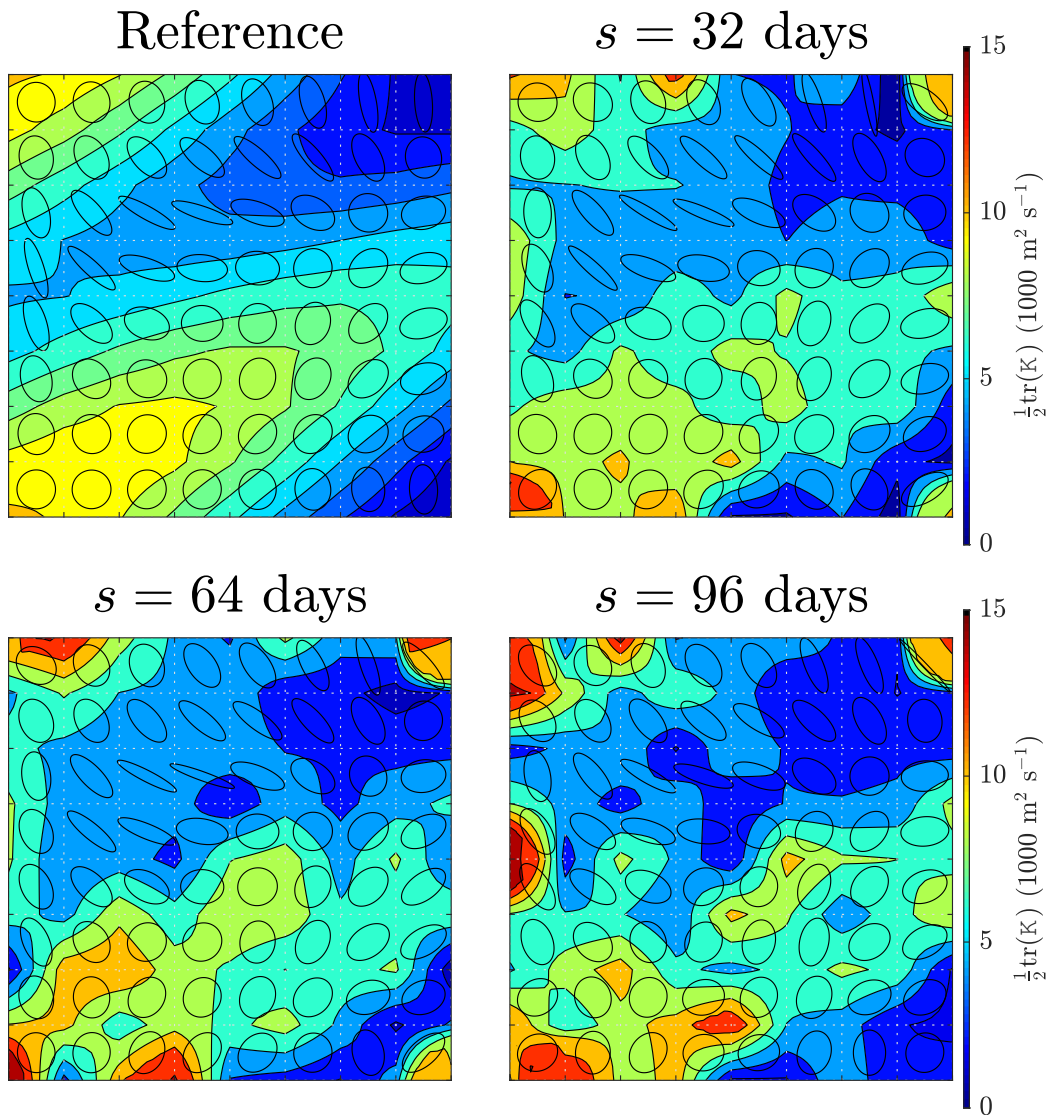 Reference
s = 32 days
15
10
5
0
½tr(K) (1000 m² s⁻¹)
s = 64 days
s = 96 days
15
10
5
0
½tr(K) (1000 m² s⁻¹)